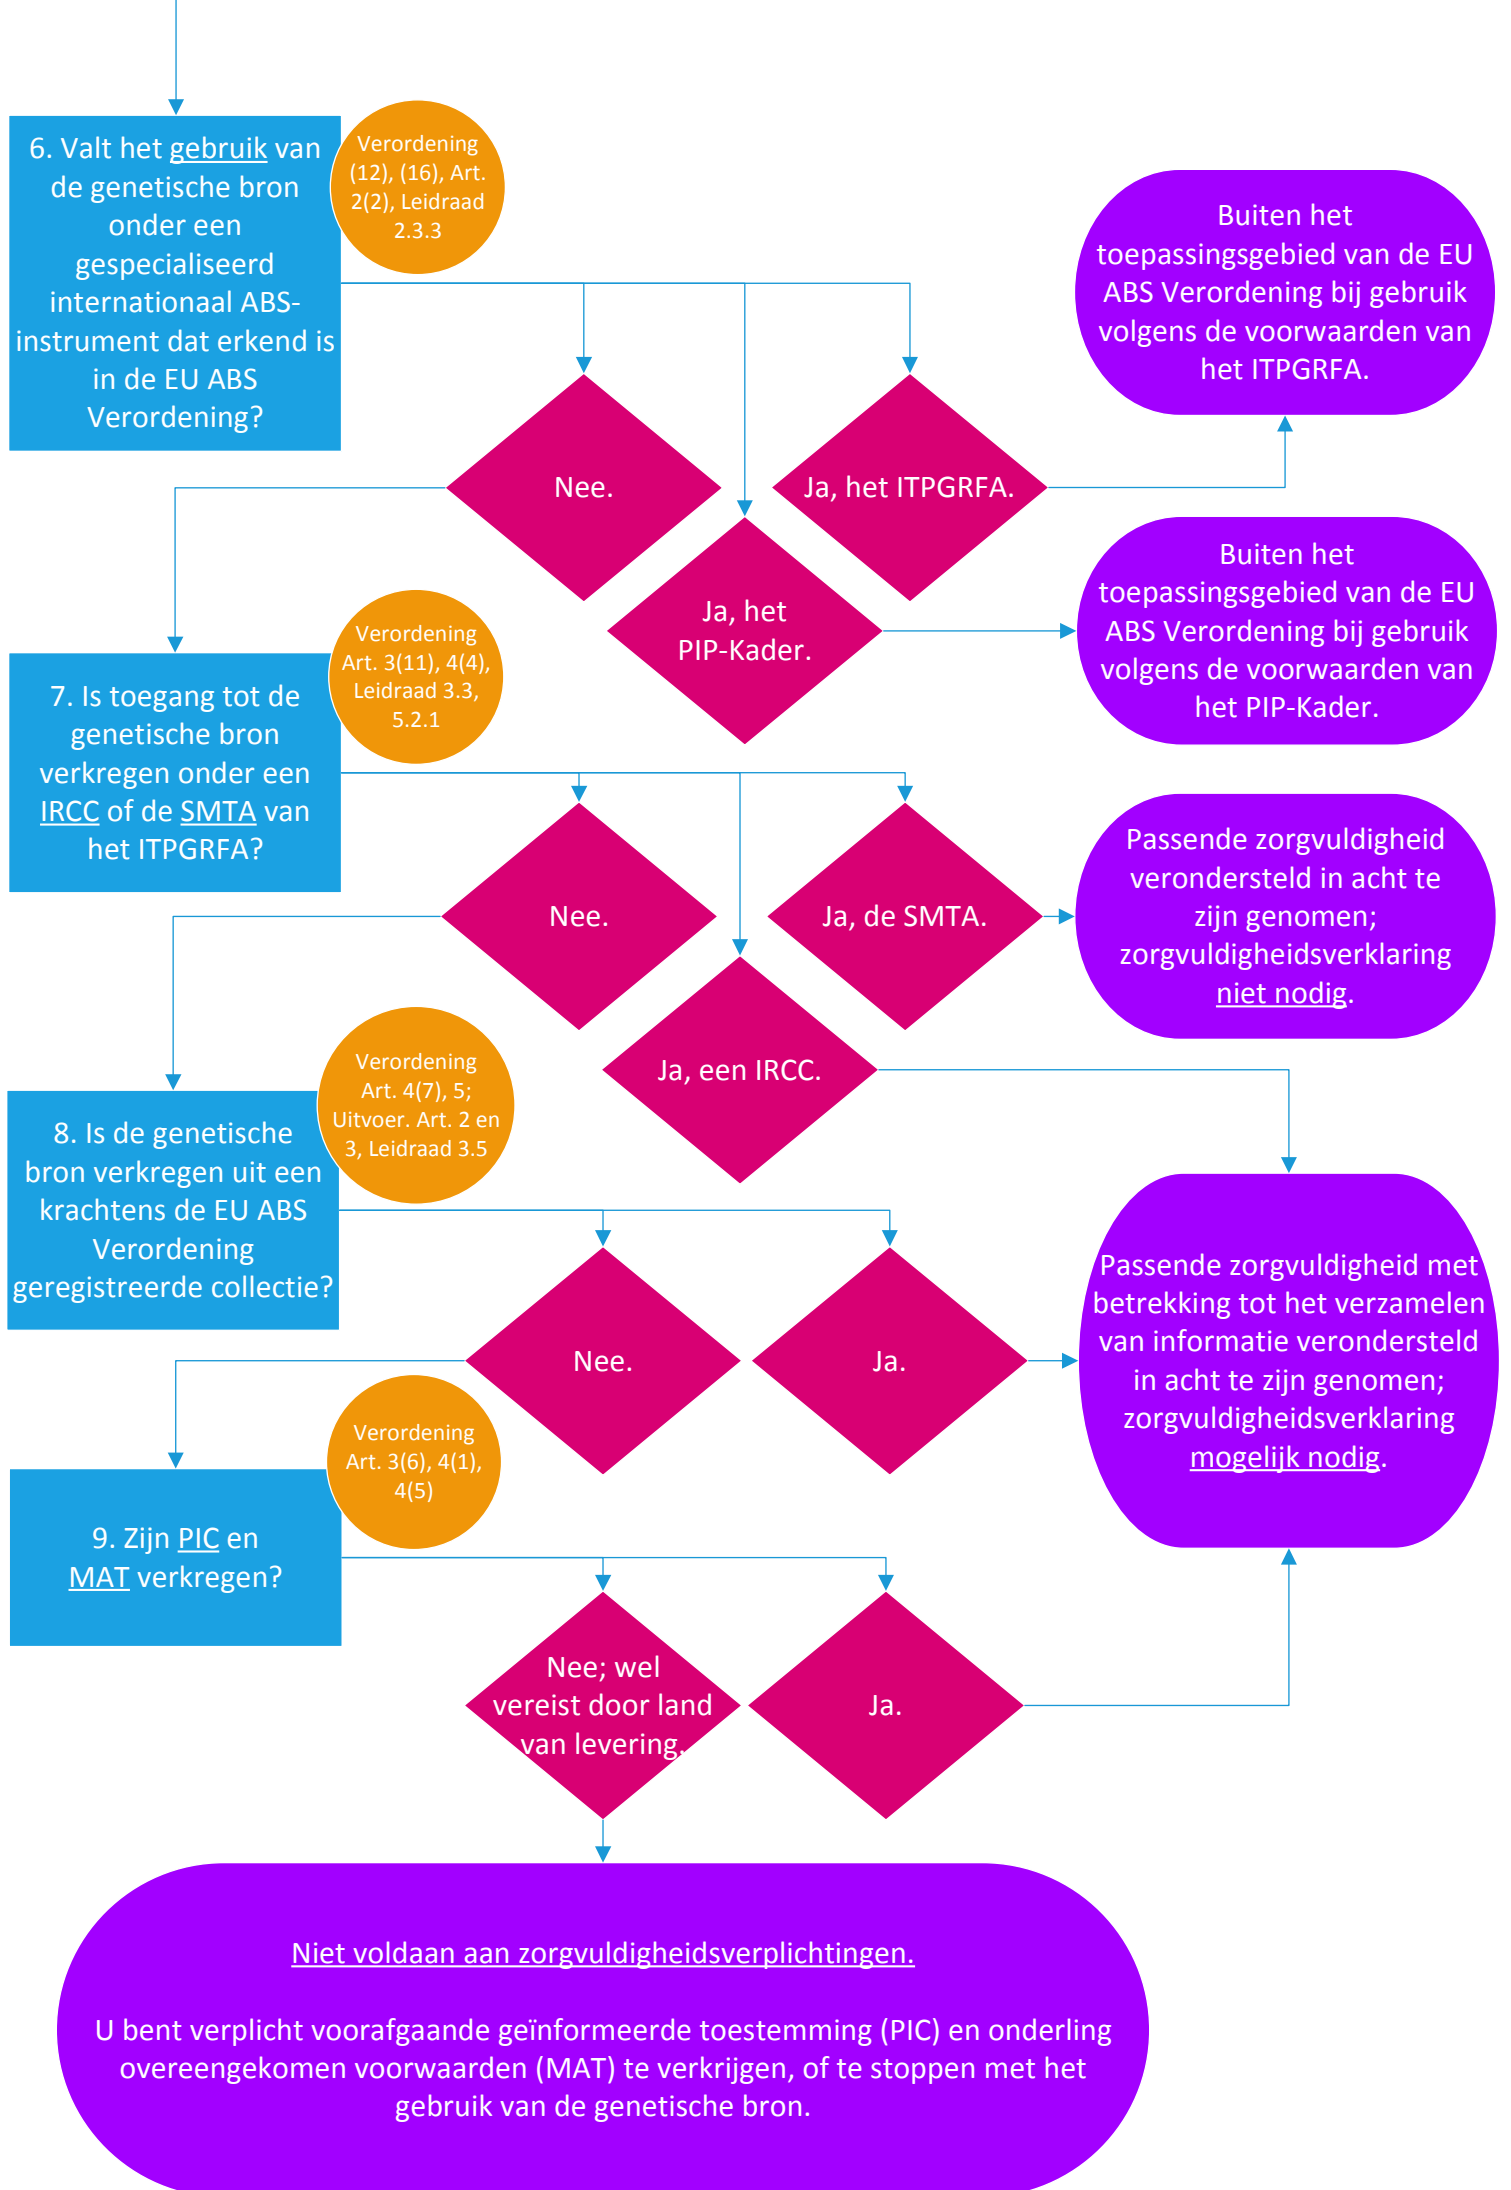 6. Valt het gebruik van
de genetische bron
onder een
gespecialiseerd
internationaal ABS-
instrument dat erkend is
in de EU ABS
Verordening?
Verordening
(12), (16), Art.
2(2), Leidraad
2.3.3
Nee.
Ja, het ITPGRFA.
Buiten het
toepassingsgebied van de EU
ABS Verordening bij gebruik
volgens de voorwaarden van
het ITPGRFA.
Ja, het
PIP-Kader.
Buiten het
toepassingsgebied van de EU
ABS Verordening bij gebruik
volgens de voorwaarden van
het PIP-Kader.
7. Is toegang tot de
genetische bron
verkregen onder een
IRCC of de SMTA van
het ITPGRFA?
Verordening
Art. 3(11), 4(4),
Leidraad 3.3,
5.2.1
Nee.
Ja, de SMTA.
Passende zorgvuldigheid
verondersteld in acht te
zijn genomen;
zorgvuldigheidsverklaring
niet nodig.
Ja, een IRCC.
8. Is de genetische
bron verkregen uit een
krachtens de EU ABS
Verordening
geregistreerde collectie?
Verordening
Art. 4(7), 5;
Uitvoer. Art. 2 en
3, Leidraad 3.5
Nee.
Ja.
Passende zorgvuldigheid met
betrekking tot het verzamelen
van informatie verondersteld
in acht te zijn genomen;
zorgvuldigheidsverklaring
mogelijk nodig.
9. Zijn PIC en
MAT verkregen?
Verordening
Art. 3(6), 4(1),
4(5)
Nee; wel
vereist door land
van levering.
Ja.
Niet voldaan aan zorgvuldigheidsverplichtingen.
U bent verplicht voorafgaande geïnformeerde toestemming (PIC) en onderling
overeengekomen voorwaarden (MAT) te verkrijgen, of te stoppen met het
gebruik van de genetische bron.